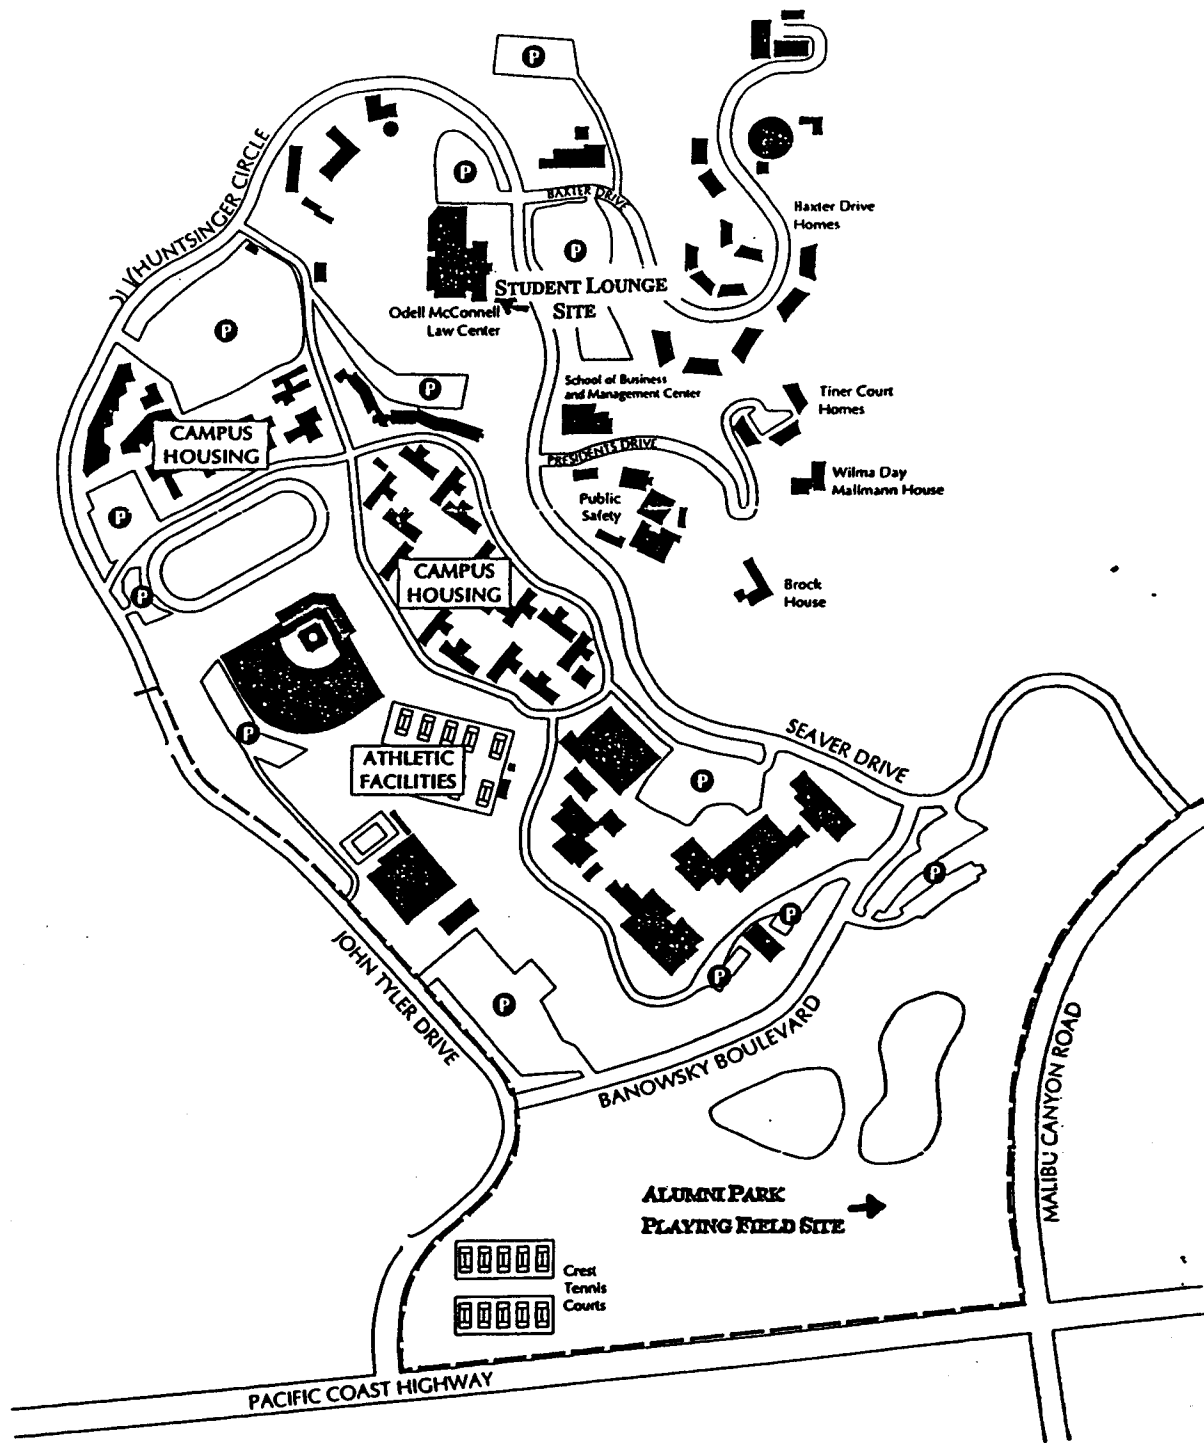 P
HUNTSINGER CIRCLE
P
BAXTER DRIVE
Baxter Drive
Homes
P
STUDENT LOUNGE
SITE
Odell McConnell
Law Center
P
P
School of Business
and Management Center
Tiner Court
Homes
CAMPUS
HOUSING
PRESIDENTS DRIVE
Wilma Day
Mallmann House
Public
Safety
P
CAMPUS
HOUSING
Brock
House
P
P
ATHLETIC
FACILITIES
SEAVER DRIVE
P
P
P
P
P
JOHN TYLER DRIVE
BANOWSKY BOULEVARD
MALIBU CANYON ROAD
ALUMNI PARK
PLAYING FIELD SITE
Crest
Tennis
Courts
PACIFIC COAST HIGHWAY